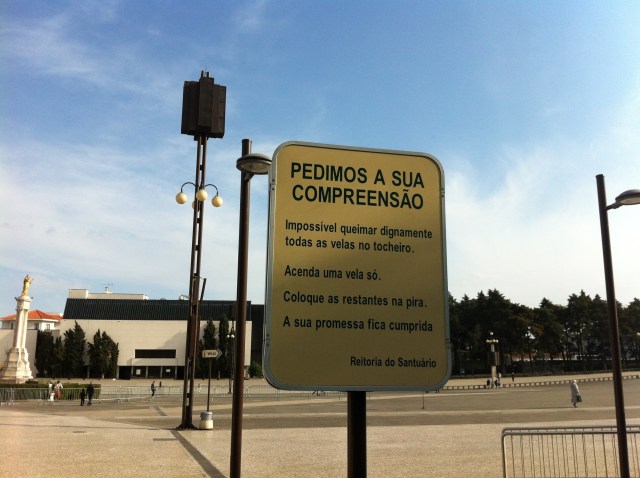 PEDIMOS A SUA
COMPREENSÃO
Impossível queimar dignamente
todas as velas no tocheiro.
Acenda uma vela só.
Coloque as restantes na pira.
A sua promessa fica cumprida
Reitoria do Santuário